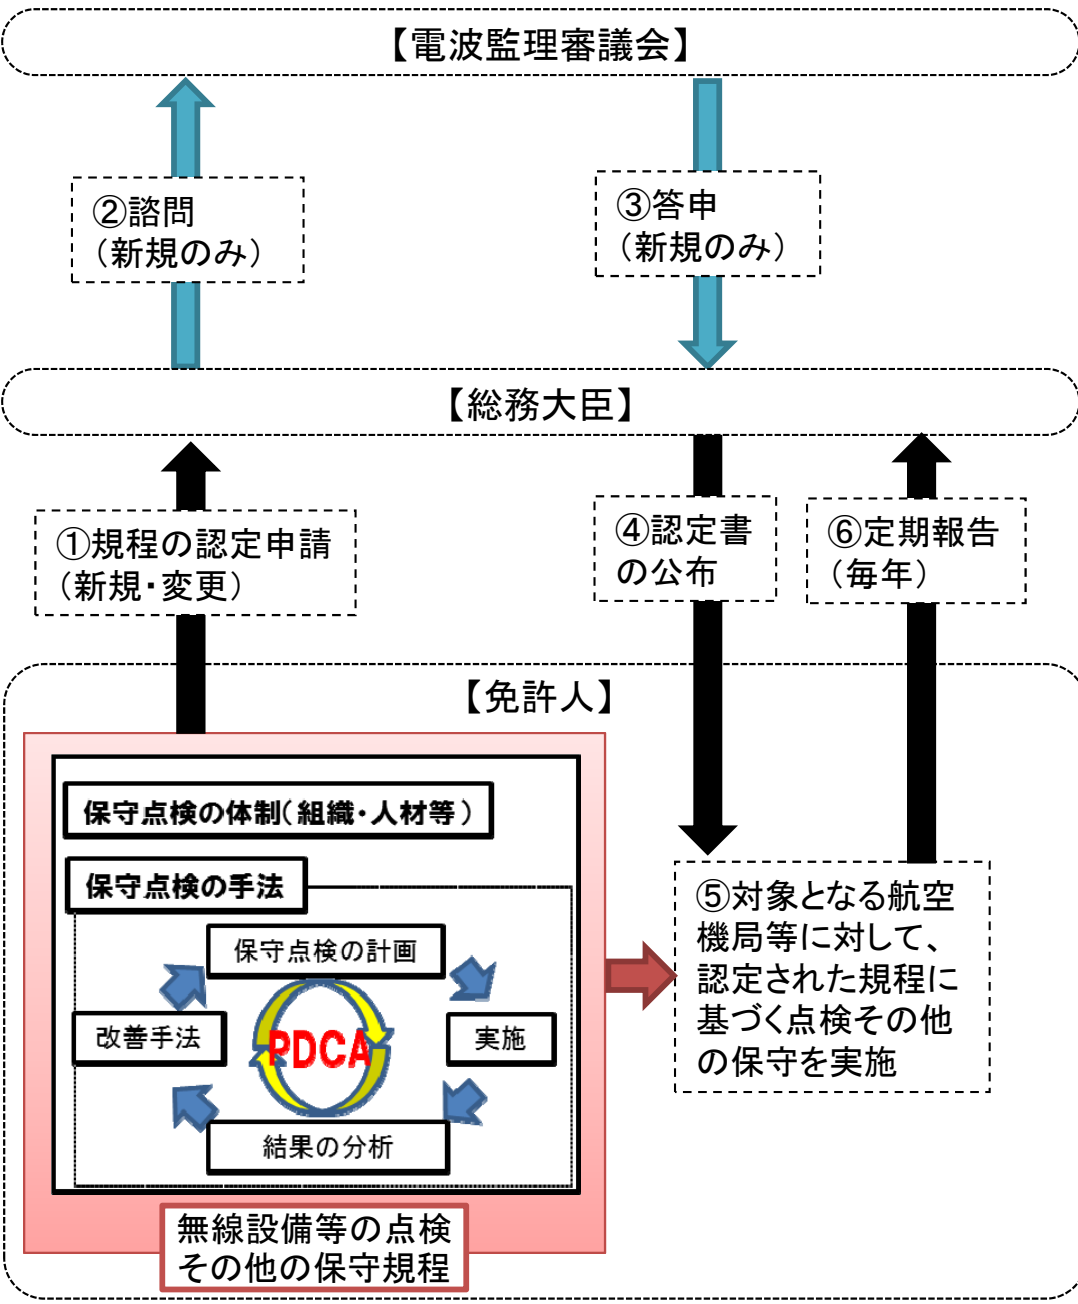 【電波監理審議会】
②諮問
（新規のみ）
③答申
（新規のみ）
【総務大臣】
①規程の認定申請
（新規・変更）
④認定書
の公布
⑥定期報告
（毎年）
【免許人】
保守点検の体制（組織・人材等）
保守点検の手法
保守点検の計画
改善手法
PDCA
実施
結果の分析
⑤対象となる航空
機局等に対して、
認定された規程に
基づく点検その他
の保守を実施
無線設備等の点検
その他の保守規程